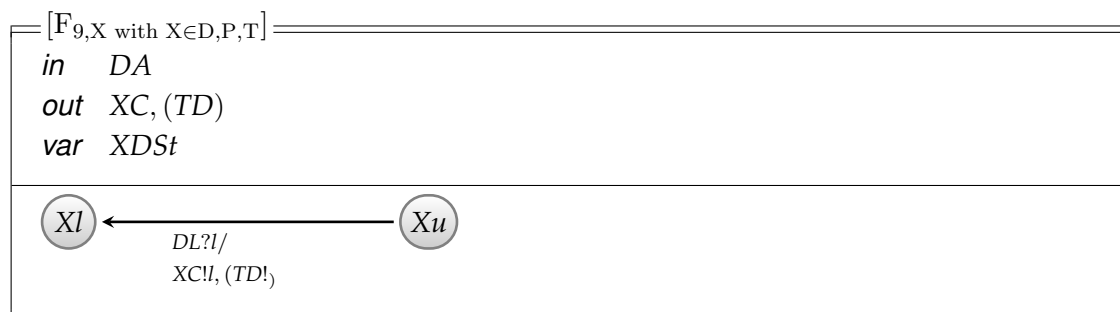 [F9,X with X∈D,P,T]
in DA
out XC, (TD)
var XDSt
Xl Xu
DL?l/
XC!l, (TD!)